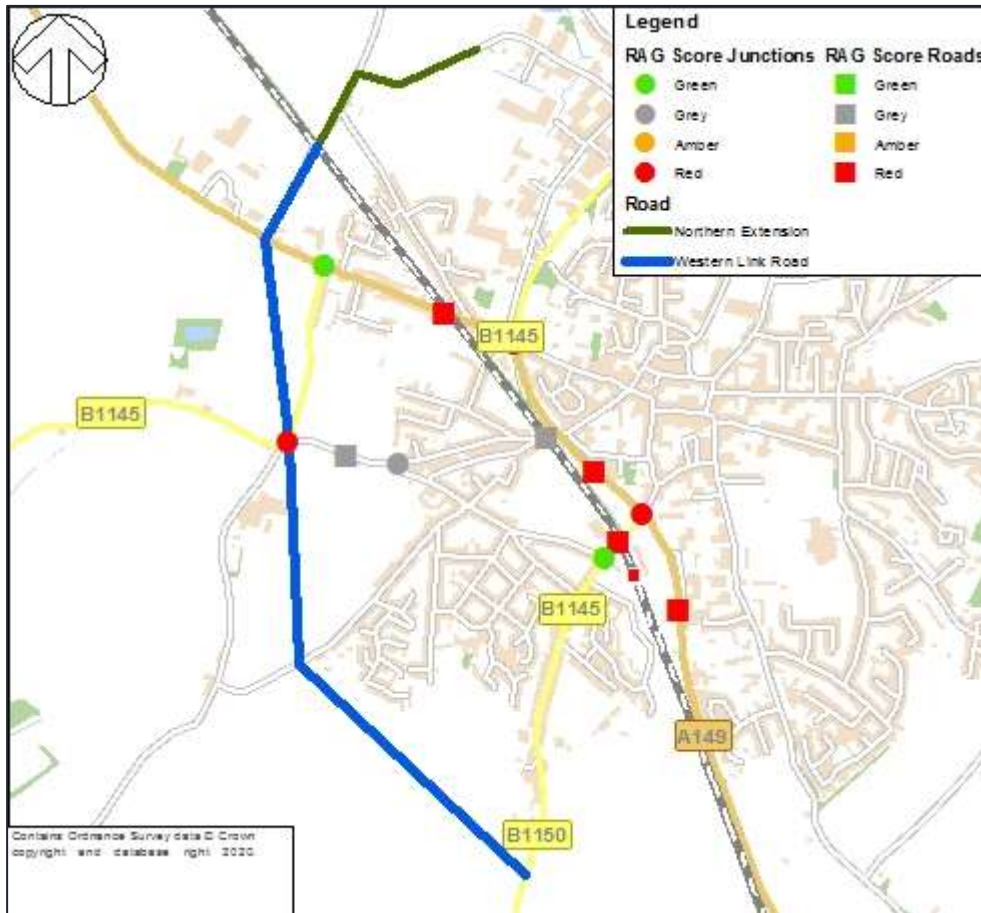 Legend
RAG Score Junctions RAG Score Roads
Green Green
Grey Grey
Amber Amber
Red Red
Road
Northern Extension
Western Link Road
B1145
B1145
B1145
A149
B1150
Contains Ordnance Survey data © Crown
copyright and database right 2020.